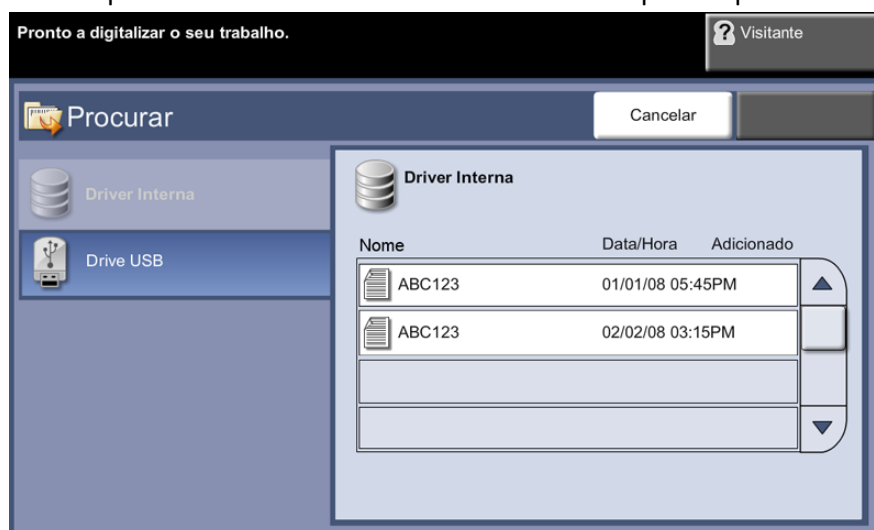 Pronto a digitalizar o seu trabalho.
? Visitante
Procurar
Cancelar
Driver Interna
Drive USB
Driver Interna
Nome Data/Hora Adicionado
ABC123 01/01/08 05:45PM
ABC123 02/02/08 03:15PM